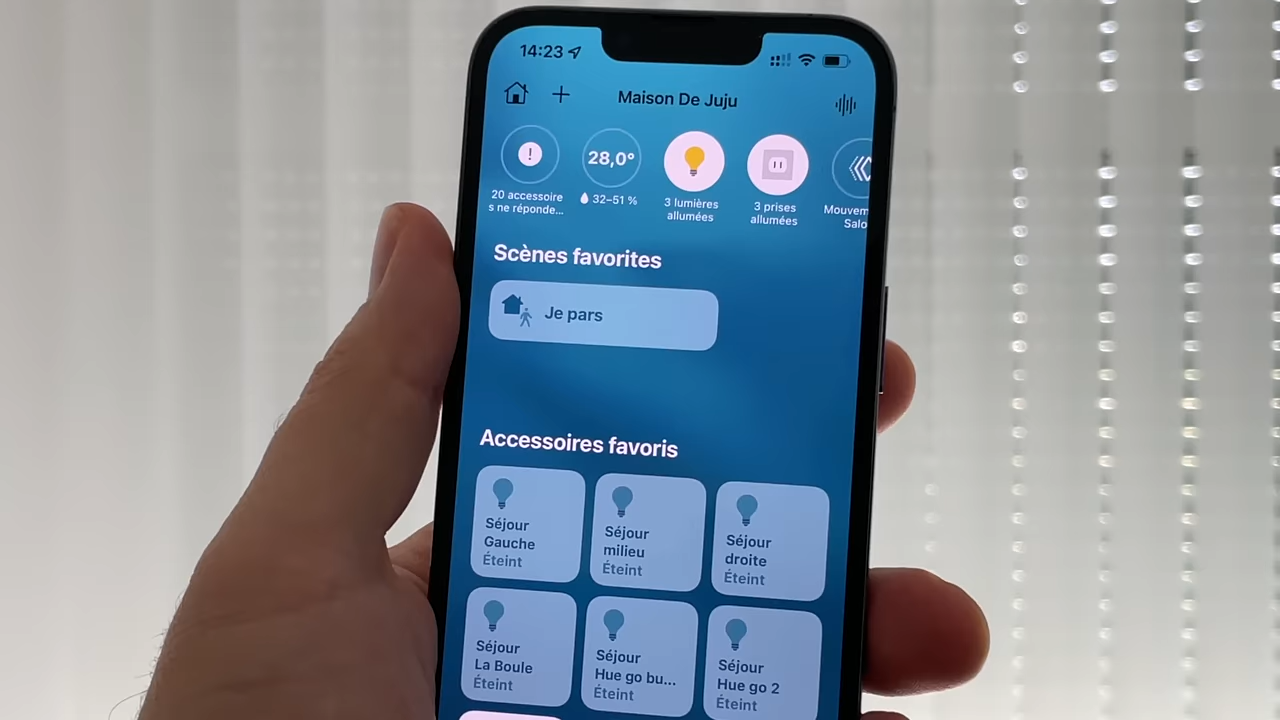 14:23
Maison De Juju
28,0°
20 accessoire
s ne réponde...
32–51 %
3 lumières
allumées
3 prises
allumées
Mouvem
Salo
Scènes favorites
Je pars
Accessoires favoris
Séjour
Gauche
Éteint
Séjour
milieu
Éteint
Séjour
droite
Éteint
Séjour
La Boule
Éteint
Séjour
Hue go bu...
Éteint
Séjour
Hue go 2
Éteint